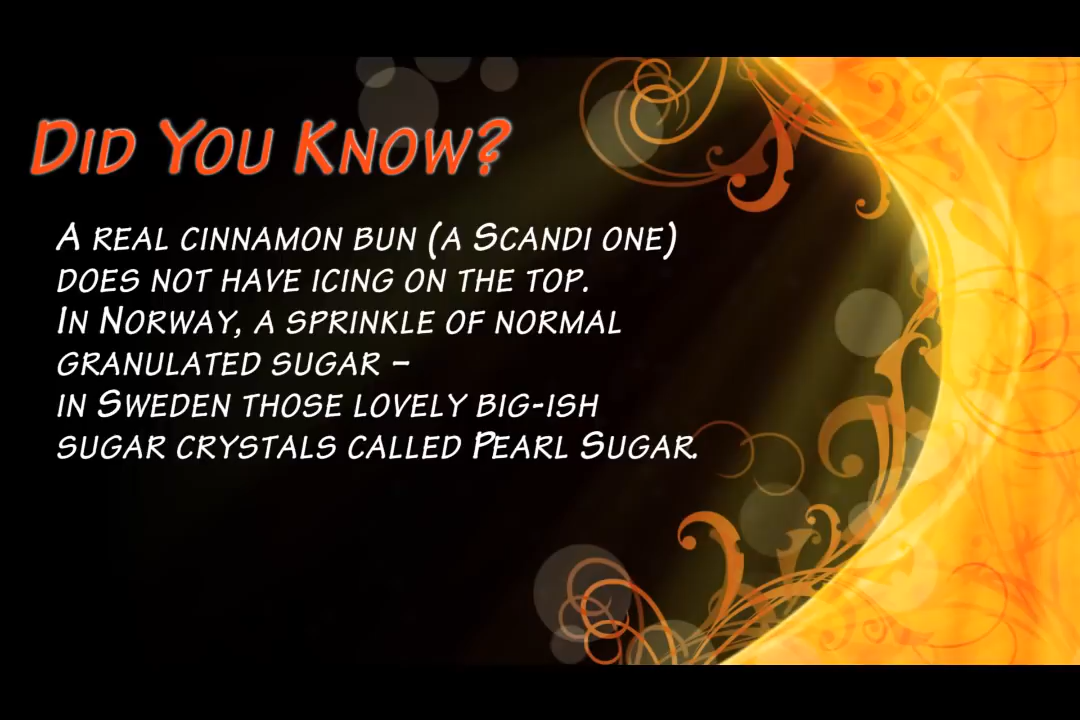 Did You Know?
A real cinnamon bun (a Scandi one)
does not have icing on the top.
In Norway, a sprinkle of normal
granulated sugar –
in Sweden those lovely big-ish
sugar crystals called Pearl Sugar.